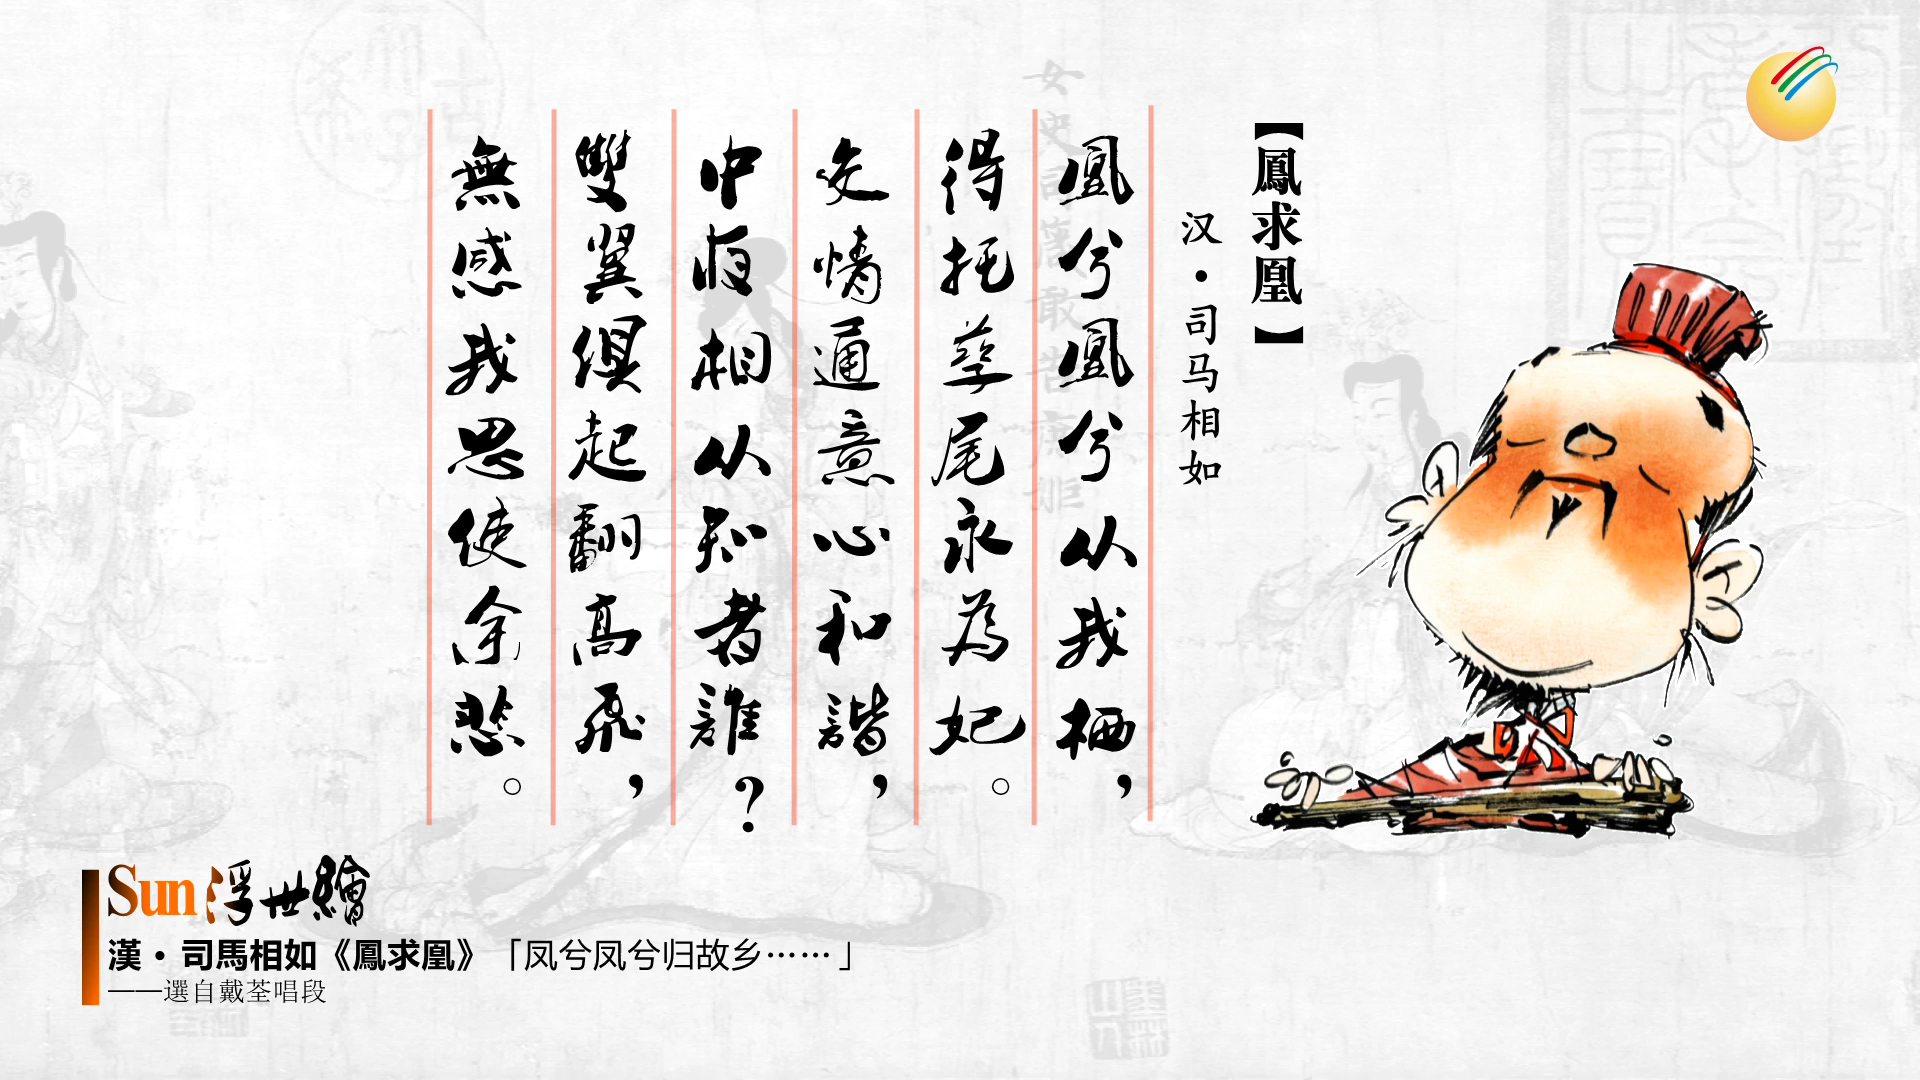 【鳳求凰】
汉·司马相如
凰兮凰兮从我栖，
得托孳尾永為妃。
交情通意心和諧，
中夜相从知者誰？
雙翼俱起翻高飛，
無感我思使余悲。
Sun浮世繪
漢·司馬相如《鳳求凰》「凤兮凤兮归故乡……」
——選自戴荃唱段